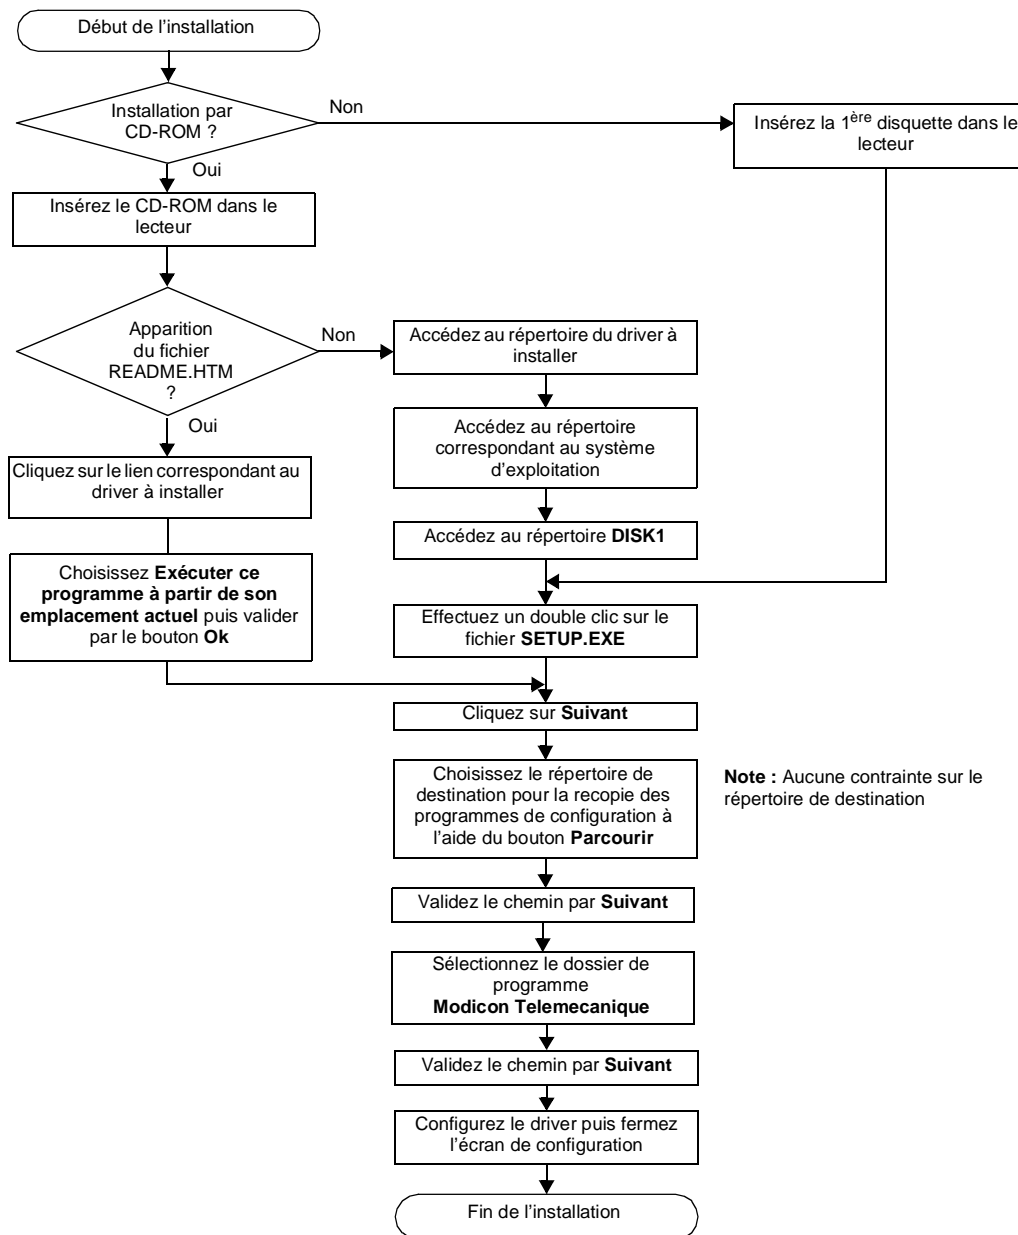 Début de l'installation
Installation par
CD-ROM ?
Non
Insérez la 1ère disquette dans le
lecteur
Oui
Insérez le CD-ROM dans le
lecteur
Apparition
du fichier
README.HTM
?
Non
Accédez au répertoire du driver à
installer
Oui
Accédez au répertoire
correspondant au système
d'exploitation
Cliquez sur le lien correspondant au
driver à installer
Accédez au répertoire DISK1
Choisissez Exécuter ce
programme à partir de son
emplacement actuel puis valider
par le bouton Ok
Effectuez un double clic sur le
fichier SETUP.EXE
Cliquez sur Suivant
Choisissez le répertoire de
destination pour la recopie des
programmes de configuration à
l'aide du bouton Parcourir
Note : Aucune contrainte sur le
répertoire de destination
Validez le chemin par Suivant
Sélectionnez le dossier de
programme
Modicon Telemecanique
Validez le chemin par Suivant
Configurez le driver puis fermez
l'écran de configuration
Fin de l'installation